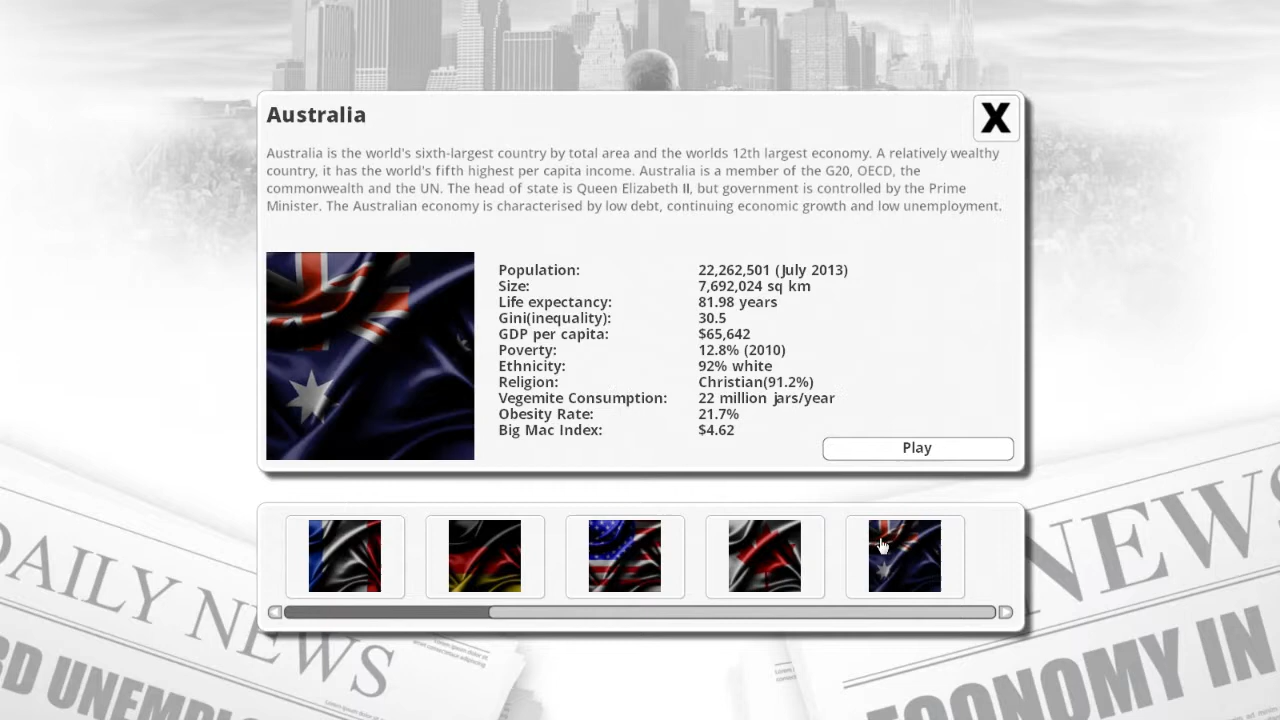 Australia
X
Australia is the world's sixth-largest country by total area and the worlds 12th largest economy. A relatively wealthy
country, it has the world's fifth highest per capita income. Australia is a member of the G20, OECD, the
commonwealth and the UN. The head of state is Queen Elizabeth II, but government is controlled by the Prime
Minister. The Australian economy is characterised by low debt, continuing economic growth and low unemployment.
Population: 22,262,501 (July 2013)
Size: 7,692,024 sq km
Life expectancy: 81.98 years
Gini(inequality): 30.5
GDP per capita: $65,642
Poverty: 12.8% (2010)
Ethnicity: 92% white
Religion: Christian(91.2%)
Vegemite Consumption: 22 million jars/year
Obesity Rate: 21.7%
Big Mac Index: $4.62
Play
DAILY NEWS
NEWS
RD UNEMPL
ECONOMY IN